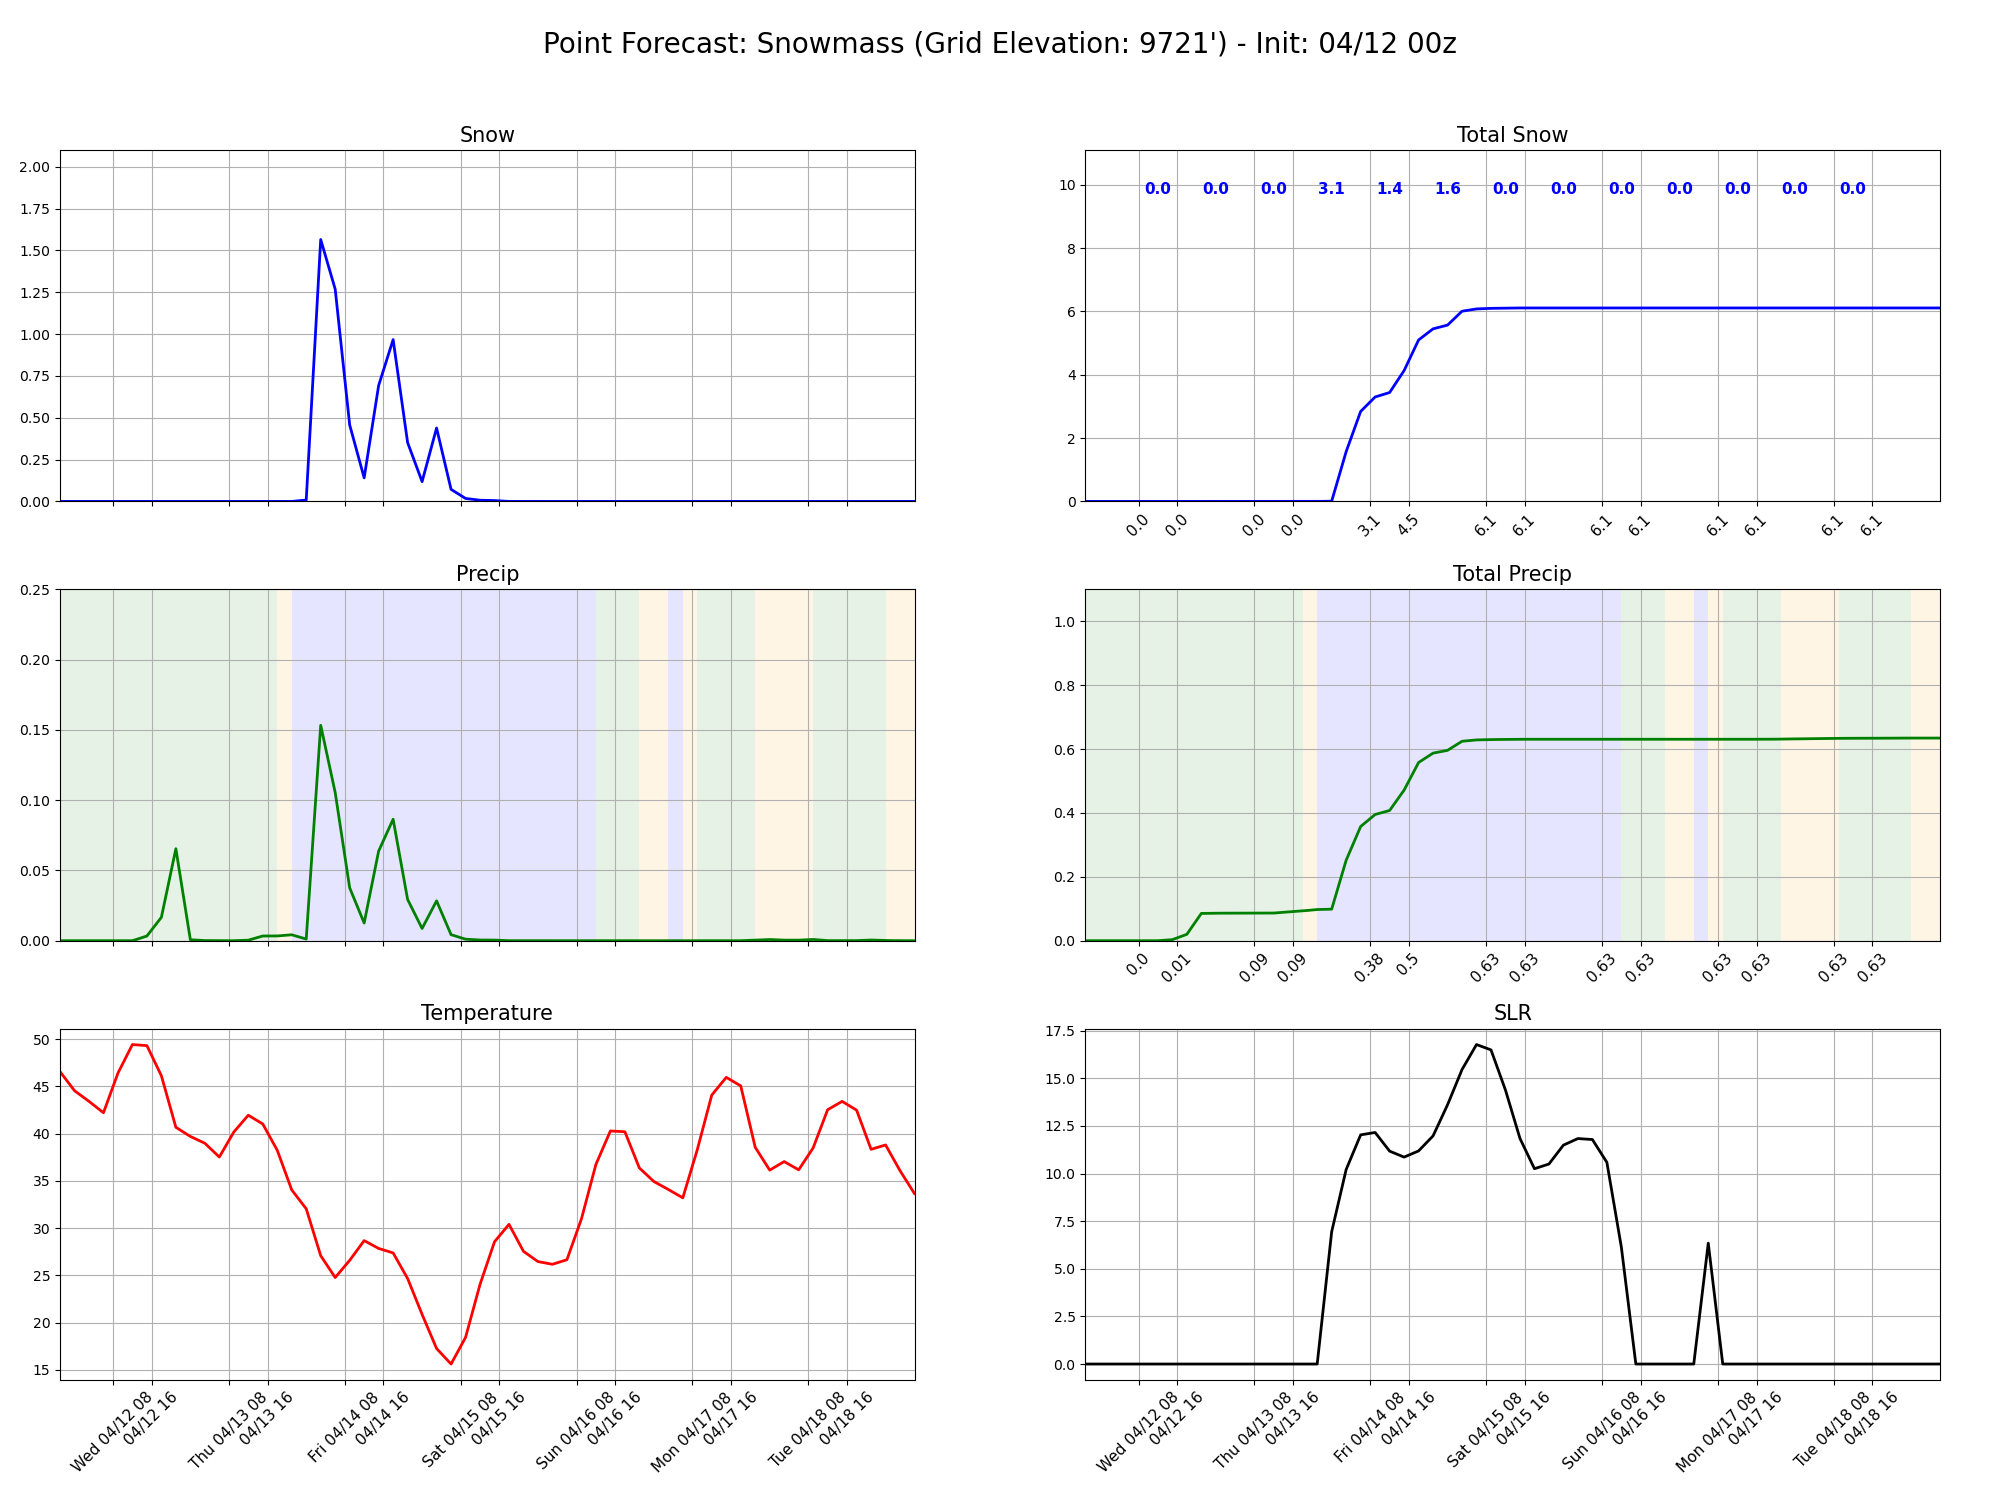 Point Forecast: Snowmass (Grid Elevation: 9721') - Init: 04/12 00z
Snow
2.00
1.75
1.50
1.25
1.00
0.75
0.50
0.25
0.00
Total Snow
10
8
6
4
2
0
0.0 0.0 0.0 3.1 1.4 1.6 0.0 0.0 0.0 0.0 0.0 0.0 0.0
0.0 0.0 0.0 0.0 3.1 4.5 6.1 6.1 6.1 6.1 6.1 6.1 6.1 6.1
Precip
0.25
0.20
0.15
0.10
0.05
0.00
Total Precip
1.0
0.8
0.6
0.4
0.2
0.0
0.0 0.01 0.09 0.09 0.38 0.5 0.63 0.63 0.63 0.63 0.63 0.63 0.63 0.63
Temperature
50
45
40
35
30
25
20
15
Wed 04/12 08
04/12 16
Thu 04/13 08
04/13 16
Fri 04/14 08
04/14 16
Sat 04/15 08
04/15 16
Sun 04/16 08
04/16 16
Mon 04/17 08
04/17 16
Tue 04/18 08
04/18 16
SLR
17.5
15.0
12.5
10.0
7.5
5.0
2.5
0.0
Wed 04/12 08
04/12 16
Thu 04/13 08
04/13 16
Fri 04/14 08
04/14 16
Sat 04/15 08
04/15 16
Sun 04/16 08
04/16 16
Mon 04/17 08
04/17 16
Tue 04/18 08
04/18 16